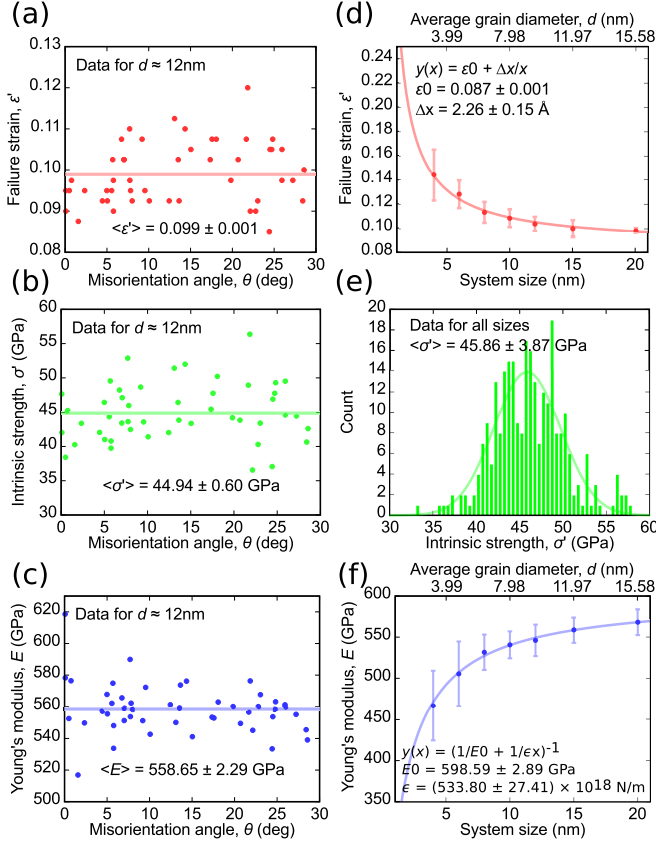 (a)
0.13
0.12
0.11
0.10
0.09
0.08
Failure strain, ε'
Data for d ≈ 12nm
<ε'> = 0.099 ± 0.001
0 5 10 15 20 25 30
Misorientation angle, θ (deg)
(d)
Average grain diameter, d (nm)
3.99 7.98 11.97 15.58
0.24
0.22
0.20
0.18
0.16
0.14
0.12
0.10
0.08
Failure strain, ε'
y(x) = ε0 + Δx/x
ε0 = 0.087 ± 0.001
Δx = 2.26 ± 0.15 Å
5 10 15 20
System size (nm)
(b)
60
55
50
45
40
35
30
Intrinsic strength, σ' (GPa)
Data for d ≈ 12nm
<σ'> = 44.94 ± 0.60 GPa
0 5 10 15 20 25 30
Misorientation angle, θ (deg)
(e)
20
18
16
14
12
10
8
6
4
2
0
Count
Data for all sizes
<σ'> = 45.86 ± 3.87 GPa
30 35 40 45 50 55 60
Intrinsic strength, σ' (GPa)
(c)
620
600
580
560
540
520
500
Young's modulus, E (GPa)
Data for d ≈ 12nm
<E> = 558.65 ± 2.29 GPa
0 5 10 15 20 25 30
Misorientation angle, θ (deg)
(f)
Average grain diameter, d (nm)
3.99 7.98 11.97 15.58
600
550
500
450
400
350
Young's modulus, E (GPa)
y(x) = (1/E0 + 1/ϵx)-1
E0 = 598.59 ± 2.89 GPa
ϵ = (533.80 ± 27.41) × 1018 N/m
5 10 15 20
System size (nm)